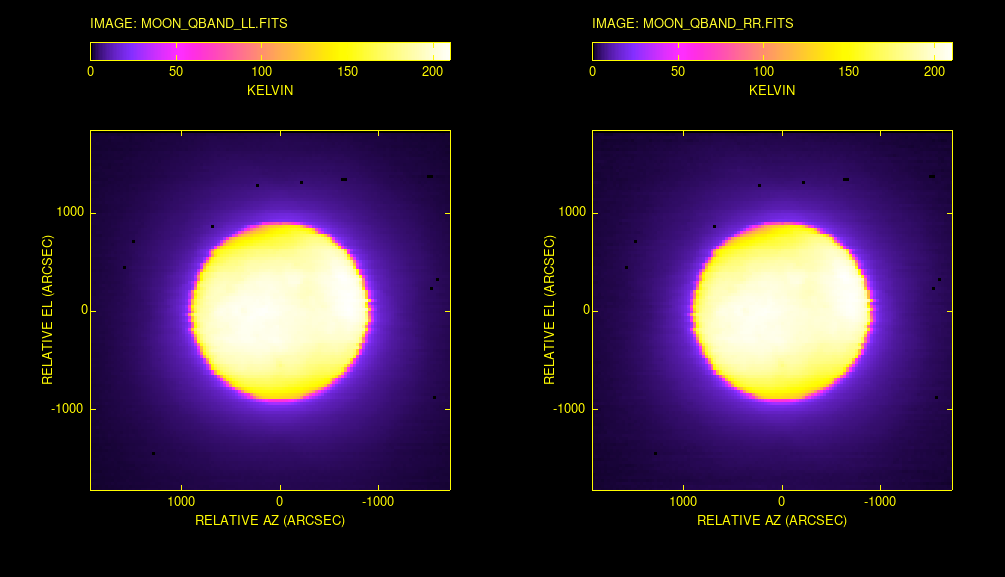 IMAGE: MOON_QBAND_LL.FITS
0 50 100 150 200
KELVIN
RELATIVE EL (ARCSEC)
1000
0
-1000
1000 0 -1000
RELATIVE AZ (ARCSEC)
IMAGE: MOON_QBAND_RR.FITS
0 50 100 150 200
KELVIN
RELATIVE EL (ARCSEC)
1000
0
-1000
1000 0 -1000
RELATIVE AZ (ARCSEC)